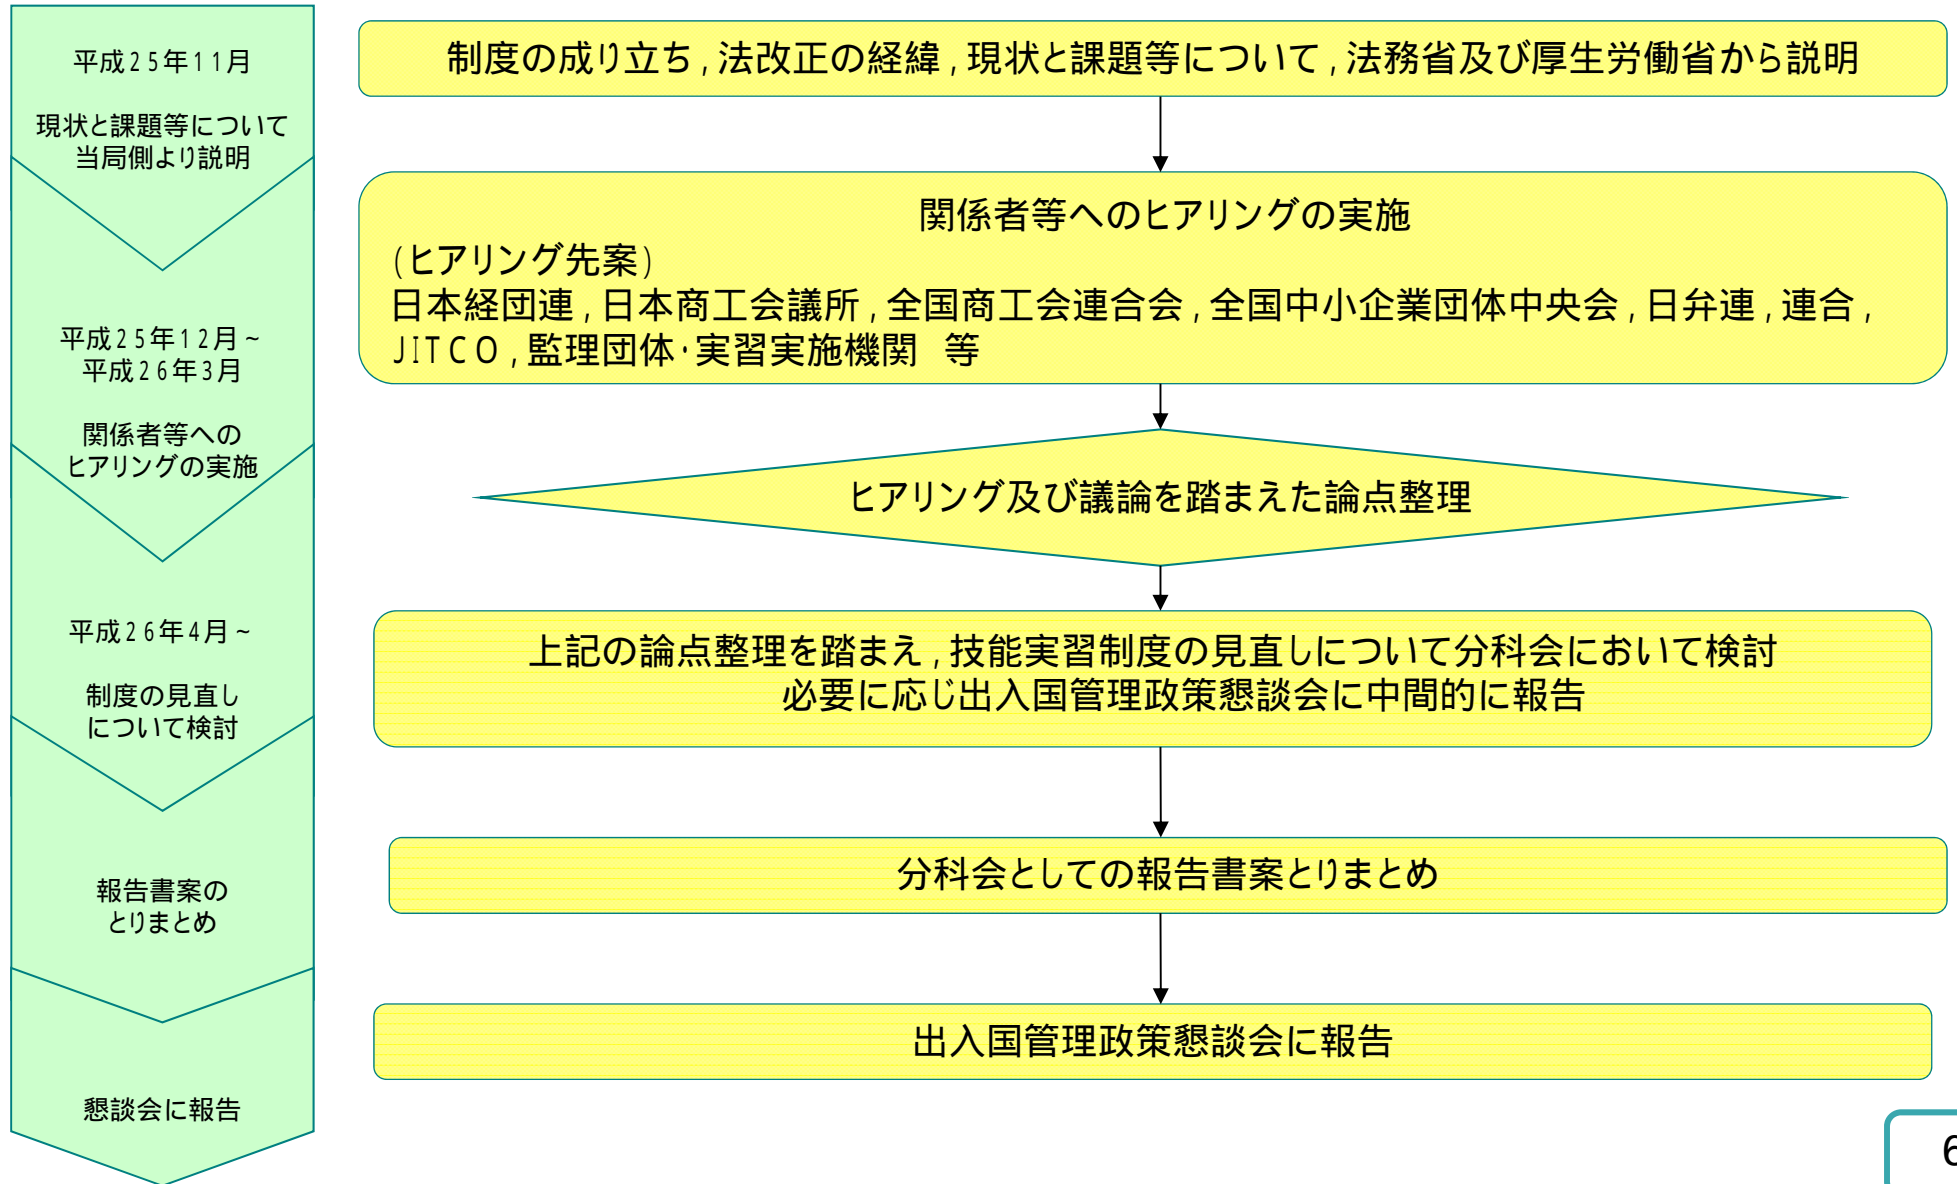 平成25年11月
現状と課題等について
当局側より説明
平成25年12月~
平成26年3月
関係者等への
ヒアリングの実施
平成26年4月~
制度の見直し
について検討
報告書案の
とりまとめ
懇談会に報告
制度の成り立ち,法改正の経緯,現状と課題等について,法務省及び厚生労働省から説明
関係者等へのヒアリングの実施
(ヒアリング先案)
日本経団連,日本商工会議所,全国商工会連合会,全国中小企業団体中央会,日弁連,連合,
JITCO,監理団体・実習実施機関 等
ヒアリング及び議論を踏まえた論点整理
上記の論点整理を踏まえ,技能実習制度の見直しについて分科会において検討
必要に応じ出入国管理政策懇談会に中間的に報告
分科会としての報告書案とりまとめ
出入国管理政策懇談会に報告
6